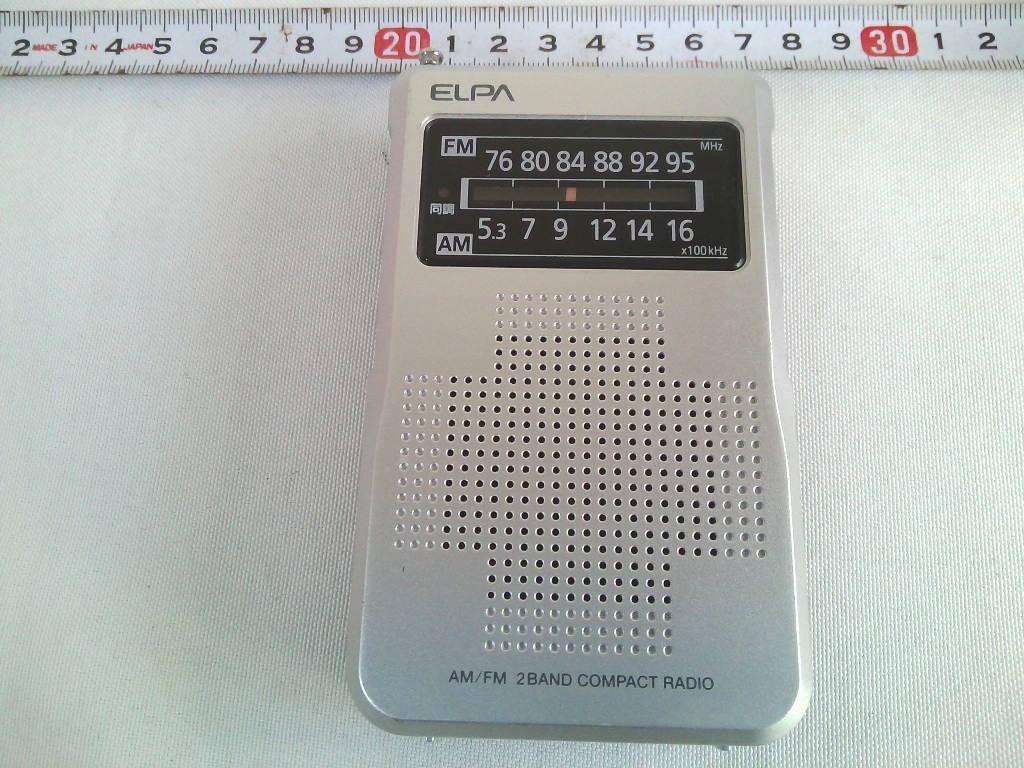 2 MADE 3 IN 4 JAPAN 5 6 7 8 9 20 1 2 3 4 5 6 7 8 9 30 1 2
ELPA
FM MHz
76 80 84 88 92 95
同調
5.3 7 9 12 14 16
AM x100kHz
AM/FM 2BAND COMPACT RADIO